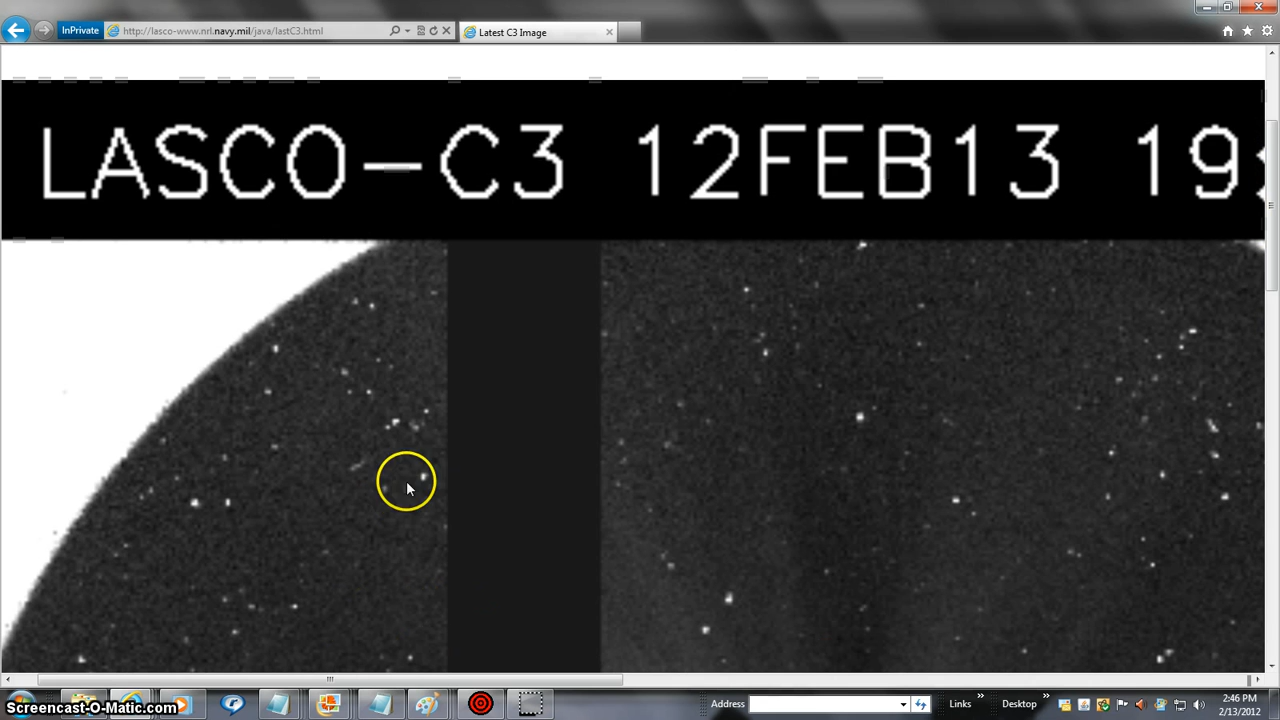 InPrivate
http://lasco-www.nrl.navy.mil/java/lastC3.html
Latest C3 Image
LASCO-C3 12FEB13 19
Screencast-O-Matic.com
Address
Links
Desktop
2:46 PM
2/13/2012